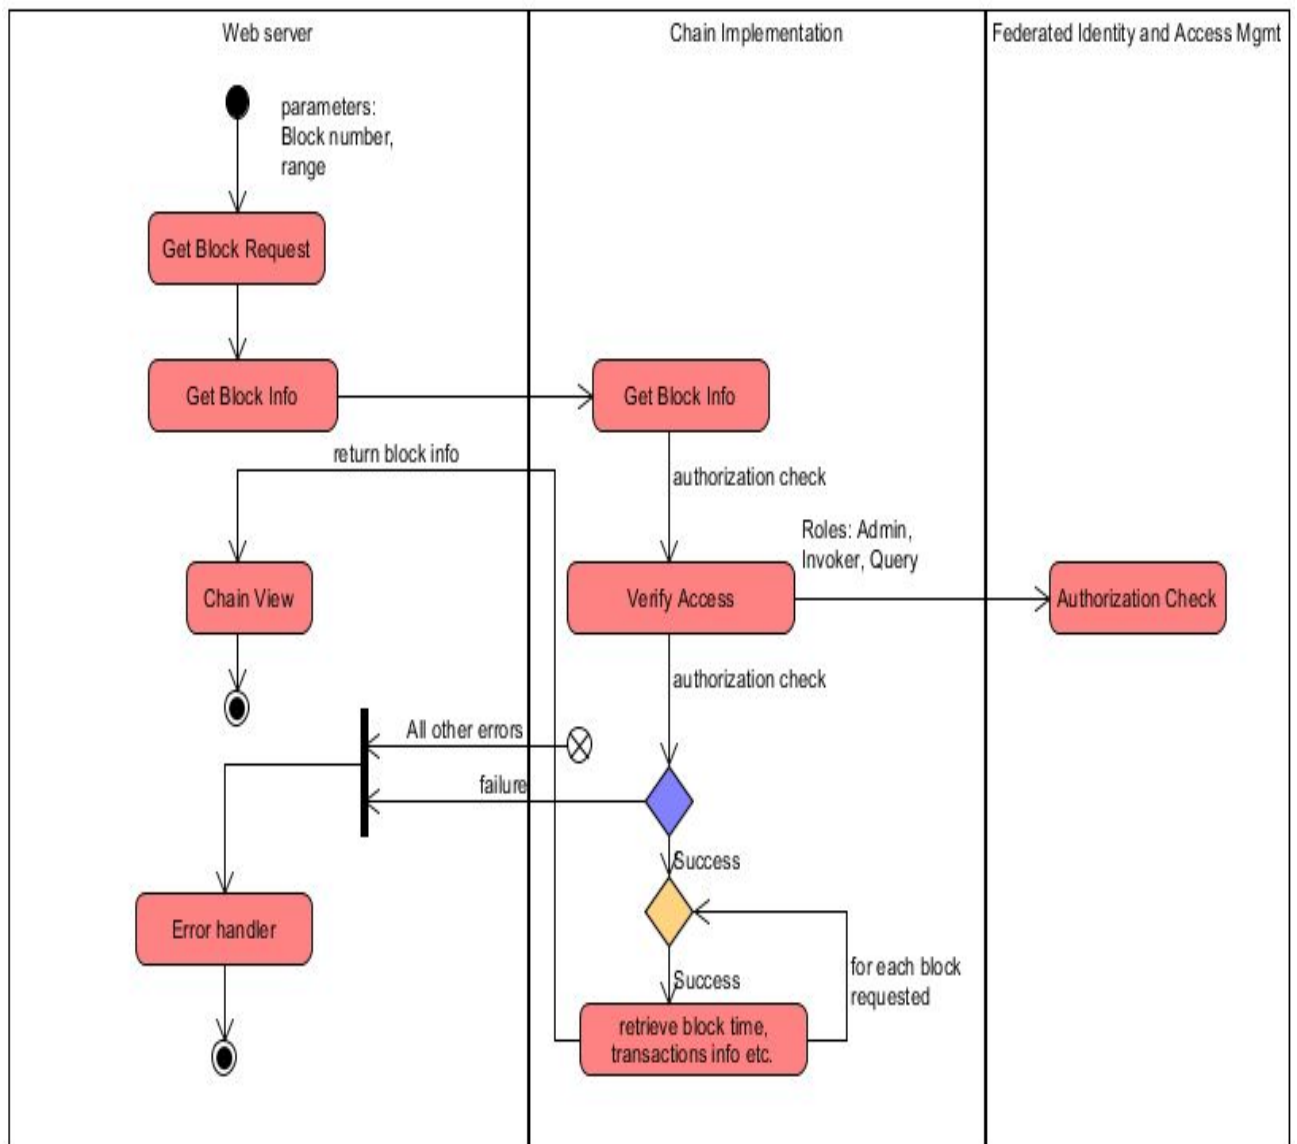 Web server
Chain Implementation
Federated Identity and Access Mgmt
parameters:
Block number,
range
Get Block Request
Get Block Info
Get Block Info
return block info
authorization check
Roles: Admin,
Invoker, Query
Chain View
Verify Access
Authorization Check
authorization check
All other errors
failure
Success
Error handler
for each block
requested
Success
retrieve block time,
transactions info etc.